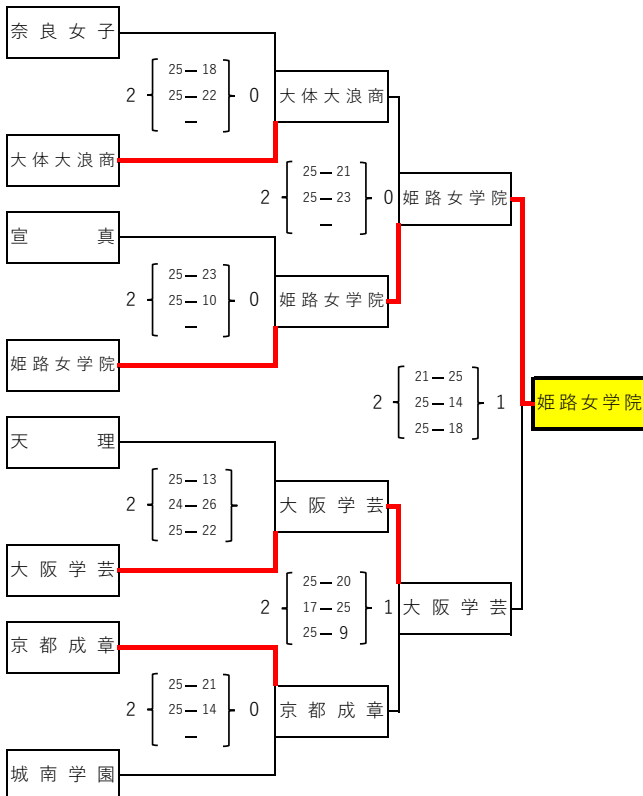 奈良女子
25 — 18
2 25 — 22 0
—
大体大浪商
大体大浪商
25 — 21
2 25 — 23 0
—
姫路女学院
宣真
25 — 23
2 25 — 10 0
—
姫路女学院
姫路女学院
21 — 25
2 25 — 14 1
25 — 18
姫路女学院
天理
25 — 13
2 24 — 26
25 — 22
大阪学芸
大阪学芸
25 — 20
2 17 — 25 1
25 — 9
大阪学芸
京都成章
25 — 21
2 25 — 14 0
—
京都成章
城南学園